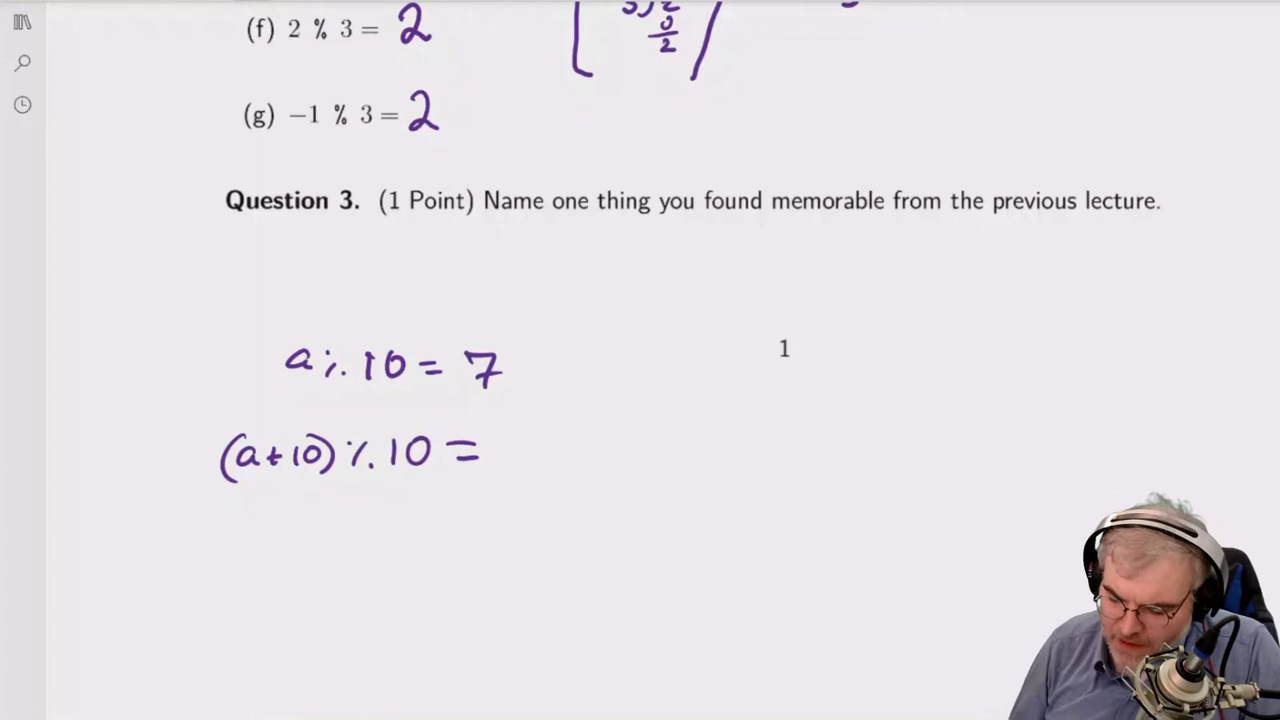 (f) 2 % 3 = 2
(g) −1 % 3 = 2
Question 3. (1 Point) Name one thing you found memorable from the previous lecture.
1
a % 10 = 7
(a + 10) % 10 =